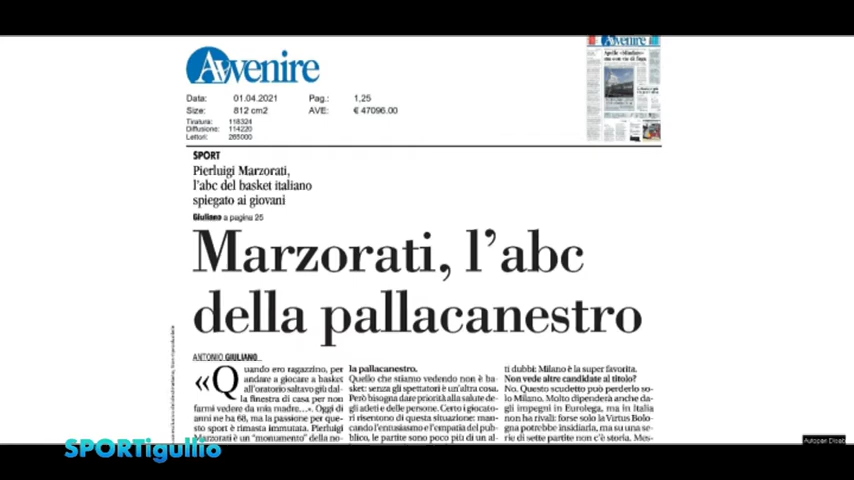 Avvenire
Data: 01.04.2021 Pag.: 1,25
Size: 812 cm2 AVE: € 47096.00
Tiratura: 118324
Diffusione: 114220
Lettori: 265000
SPORT
Pierluigi Marzorati,
l'abc del basket italiano
spiegato ai giovani
Giuliano a pagina 25
Marzorati, l'abc
della pallacanestro
ANTONIO GIULIANO
«Quando ero ragazzino, per
andare a giocare a basket
all'oratorio saltavo giù dal-
la finestra di casa per non
farmi vedere da mia madre...». Oggi di
anni ne ha 68, ma la passione per que-
sto sport è rimasta immutata. Pierluigi
Marzorati è un "monumento" della no-
la pallacanestro.
Quello che stiamo vedendo non è ba-
sket: senza gli spettatori è un'altra cosa.
Però bisogna dare priorità alla salute de-
gli adeti e delle persone. Certo i giocato-
ri risentono di questa situazione: man-
cando l'entusiasmo e l'empatia del pub-
blico, le partite sono poco più di un al-
ti dubbi: Milano è la super favorita.
Non vede altre candidate al titolo?
No. Questo scudetto può perderlo so-
lo Milano. Molto dipenderà anche da-
gli impegni in Eurolega, ma in Italia
non ha rivali: forse solo la Virtus Bolo-
gna potrebbe insidiarla, ma su una se-
rie di sette partite non c'è storia. Mes-
SPORTigullio